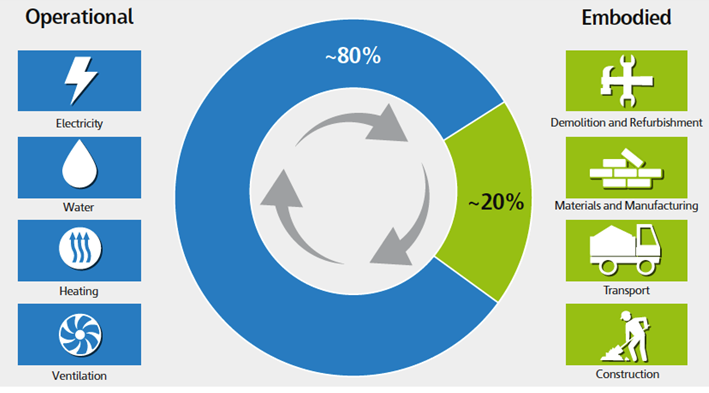 Operational
Embodied
~80%
~20%
Electricity
Water
Heating
Ventilation
Demolition and Refurbishment
Materials and Manufacturing
Transport
Construction